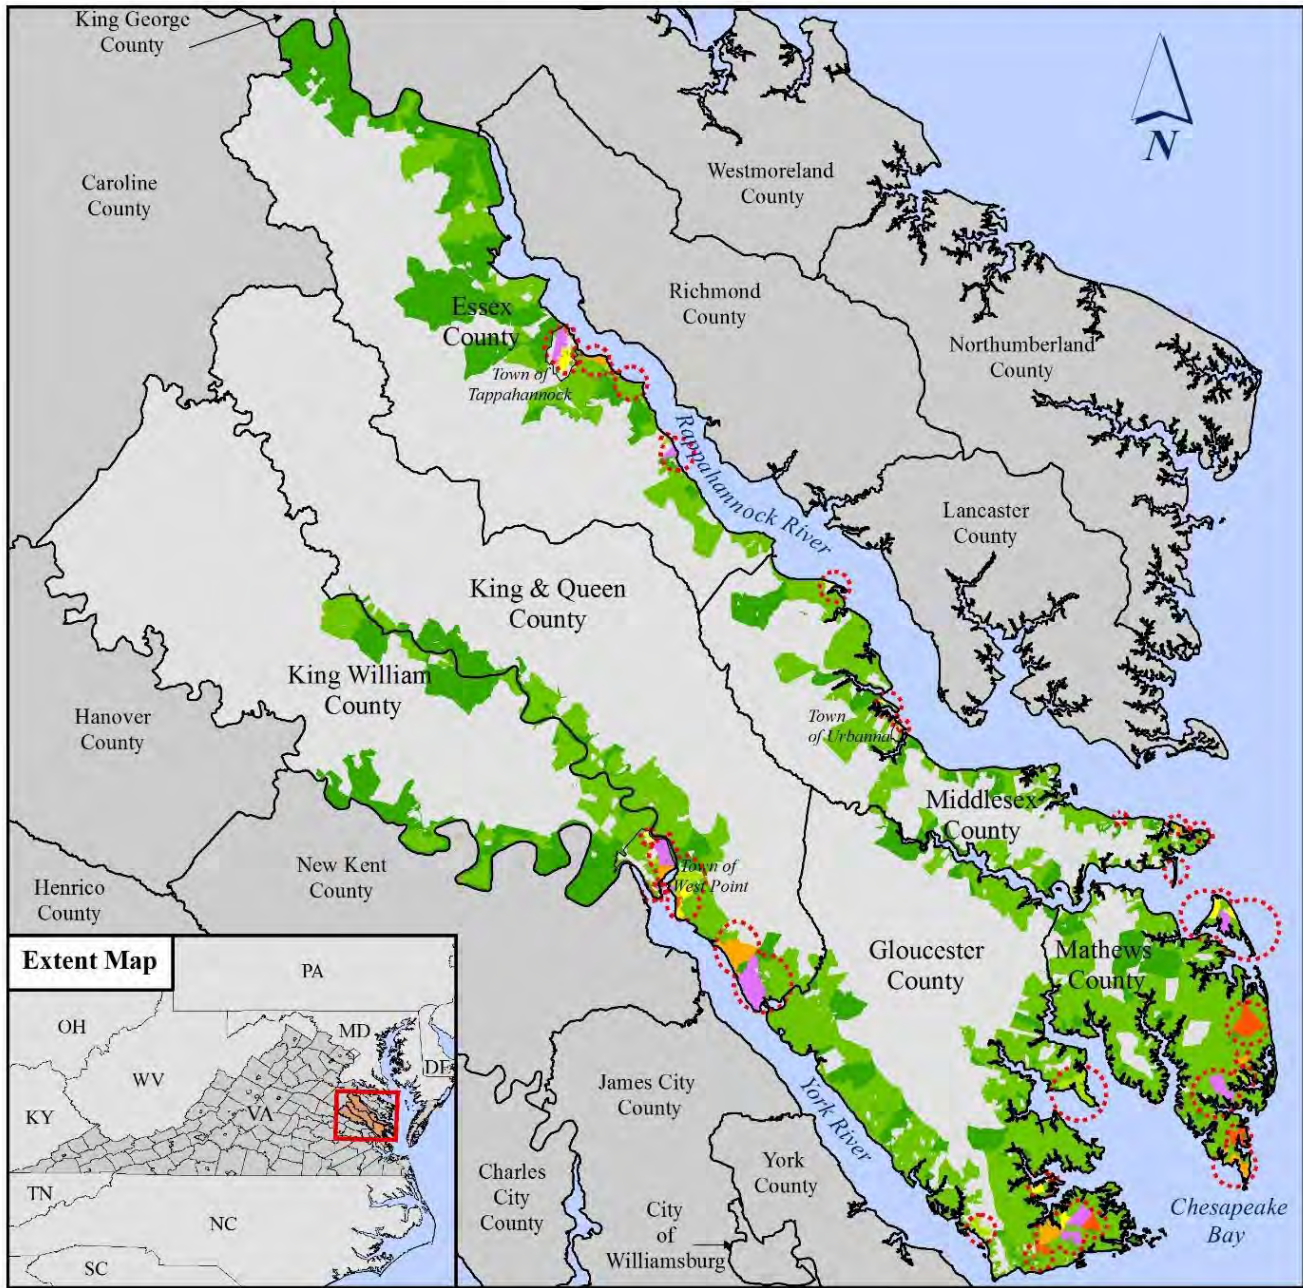 King George
County
N
Westmoreland
County
Caroline
County
Richmond
County
Essex
County
Northumberland
County
Town of
Tappahannock
Rappahannock River
Lancaster
County
King & Queen
County
King William
County
Hanover
County
Town
of Urbanna
Middlesex
County
New Kent
County
Town of
West Point
Henrico
County
Gloucester
County
Mathews
County
Extent Map
PA
OH
MD
DE
WV
KY
VA
TN
NC
SC
James City
County
York River
York
County
Charles
City
County
City
of
Williamsburg
Chesapeake
Bay